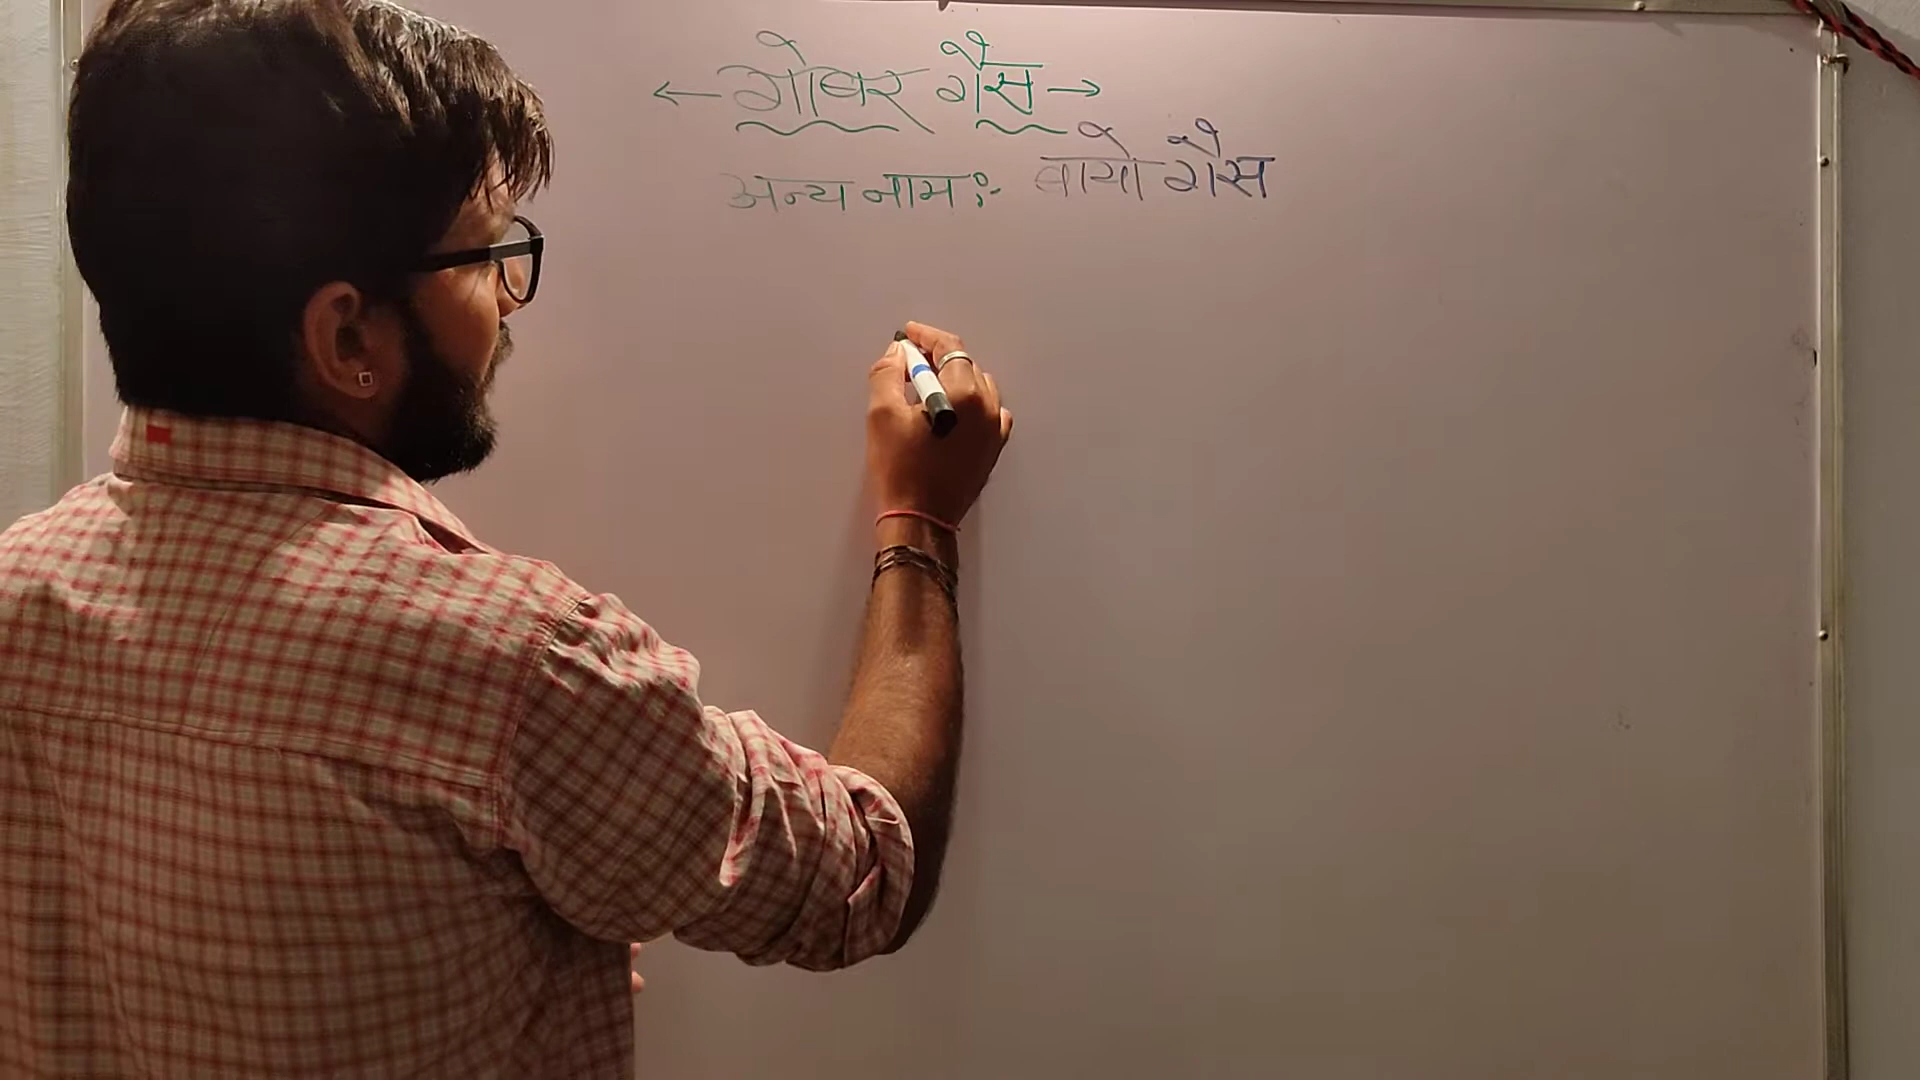 ← गोबर गैस →
अन्य नाम :- बायो गैस